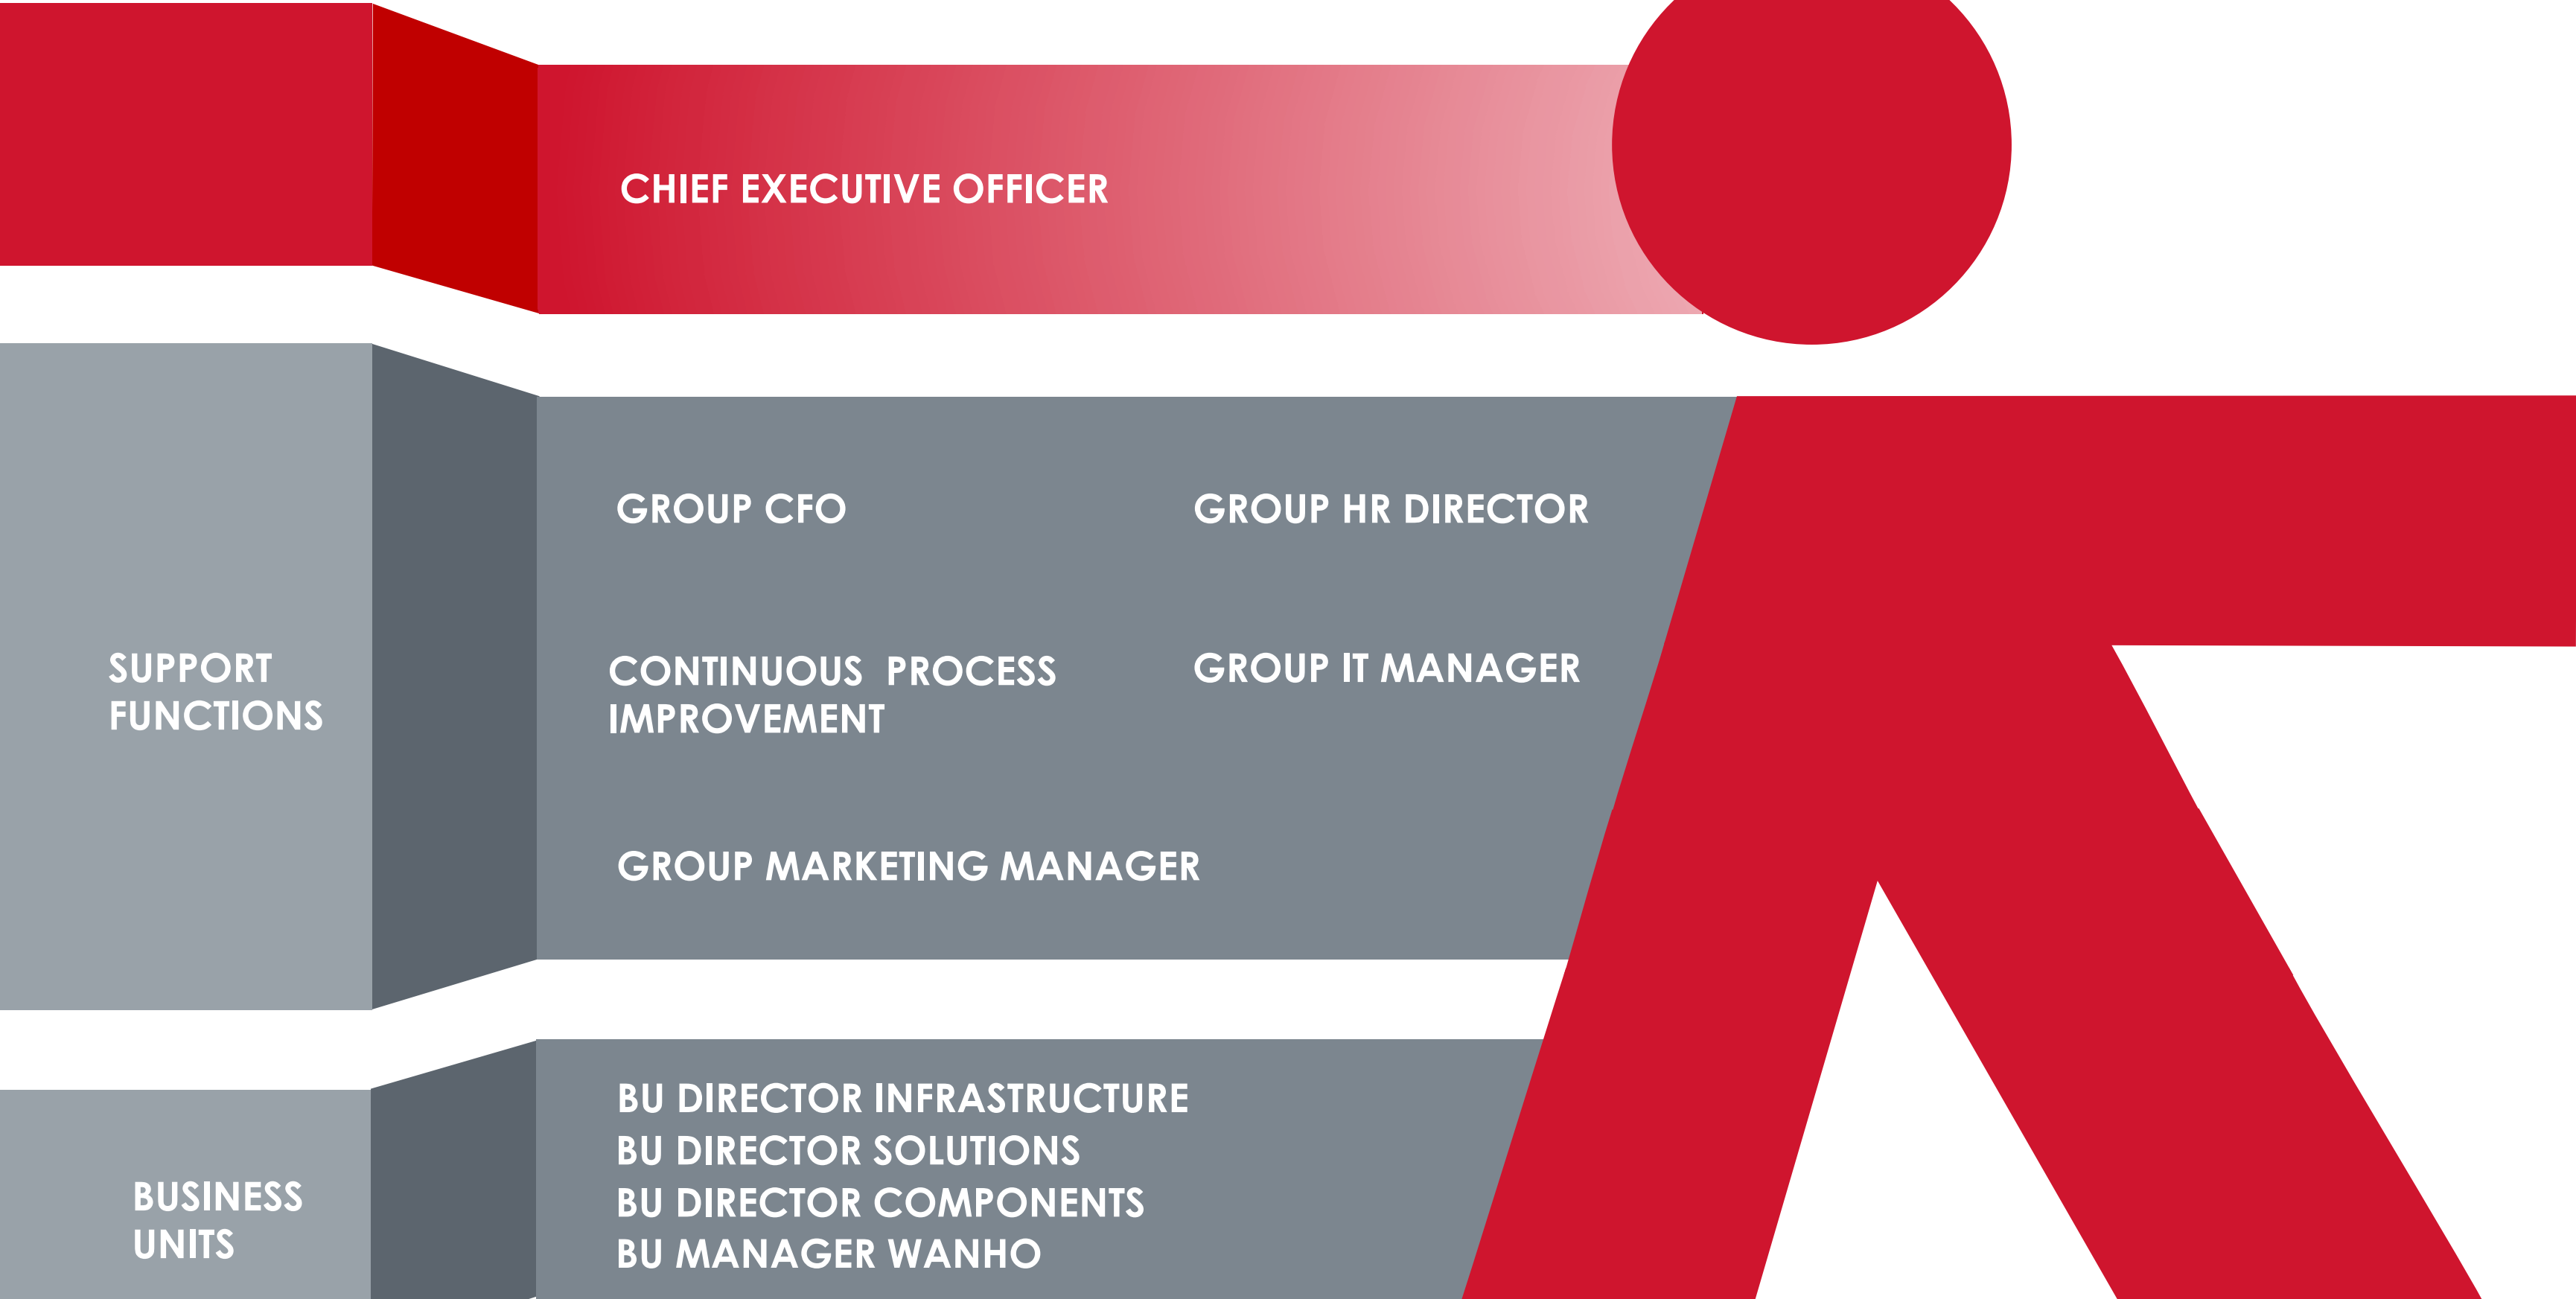 CHIEF EXECUTIVE OFFICER
SUPPORT
FUNCTIONS
GROUP CFO
GROUP HR DIRECTOR
CONTINUOUS  PROCESS
IMPROVEMENT
GROUP IT MANAGER
GROUP MARKETING MANAGER
BUSINESS
UNITS
BU DIRECTOR INFRASTRUCTURE
BU DIRECTOR SOLUTIONS
BU DIRECTOR COMPONENTS
BU MANAGER WANHO